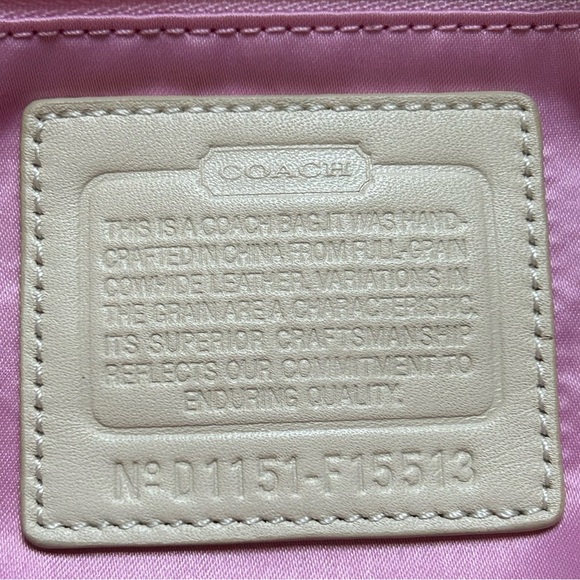 COACH
THIS IS A COACH BAG. IT WAS HAND-
CRAFTED IN CHINA FROM FULL-GRAIN
COWHIDE LEATHER. VARIATIONS IN
THE GRAIN ARE A CHARACTERISTIC.
ITS SUPERIOR CRAFTSMANSHIP
REFLECTS OUR COMMITMENT TO
ENDURING QUALITY.
Nº D1151-F15513